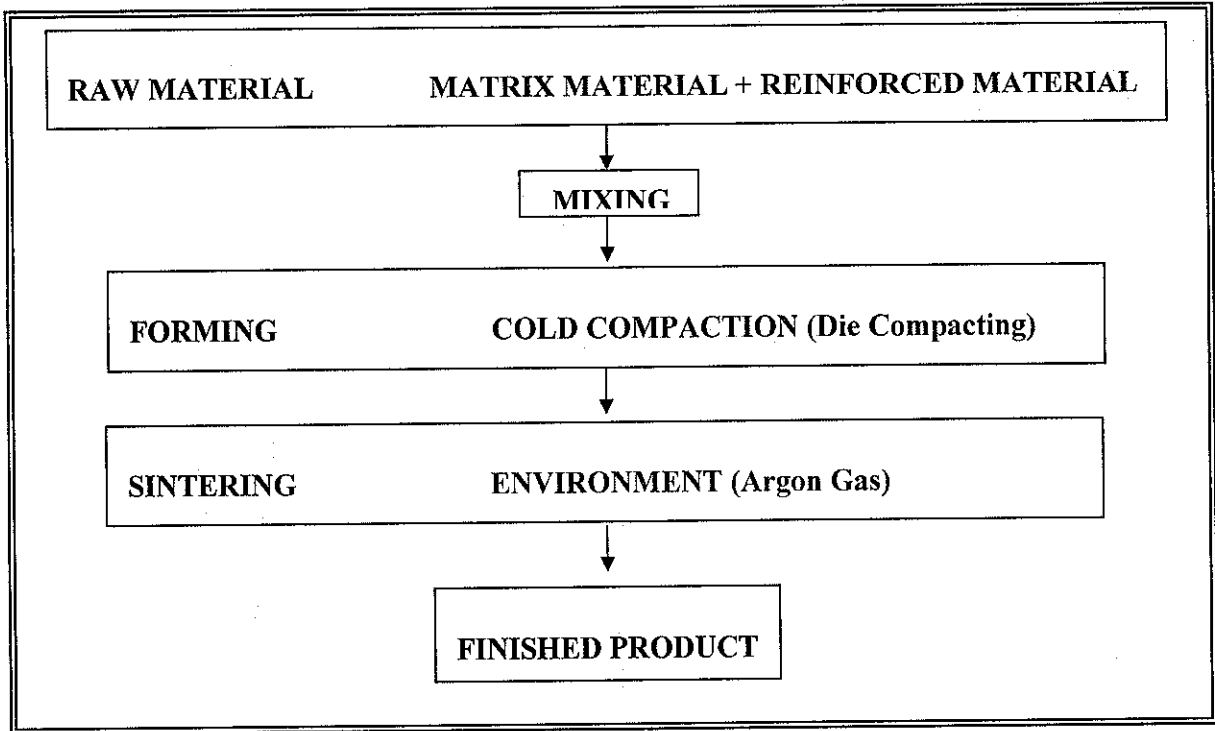 RAW MATERIAL MATRIX MATERIAL + REINFORCED MATERIAL
MIXING
FORMING COLD COMPACTION (Die Compacting)
SINTERING ENVIRONMENT (Argon Gas)
FINISHED PRODUCT